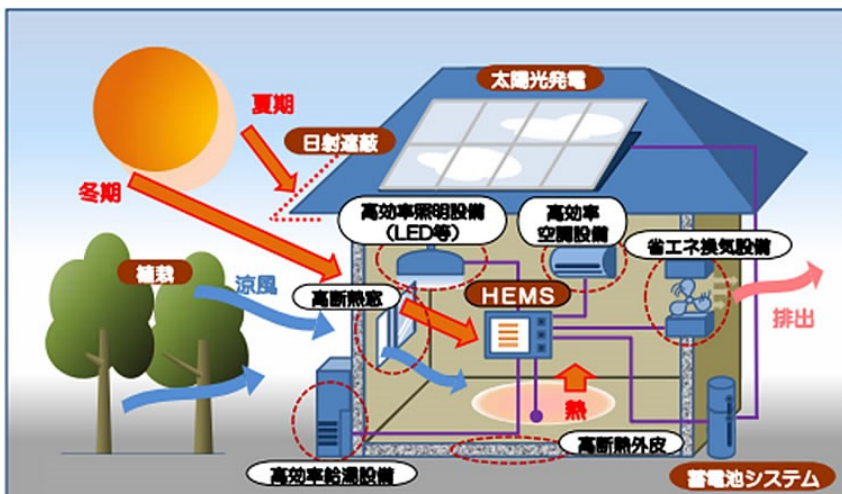 太陽光発電
夏期
日射遮蔽
冬期
高効率照明設備
(LED等)
高効率
空調設備
省エネ換気設備
植栽
涼風
高断熱窓
HEMS
排出
熱
高断熱外皮
高効率給湯設備
蓄電池システム